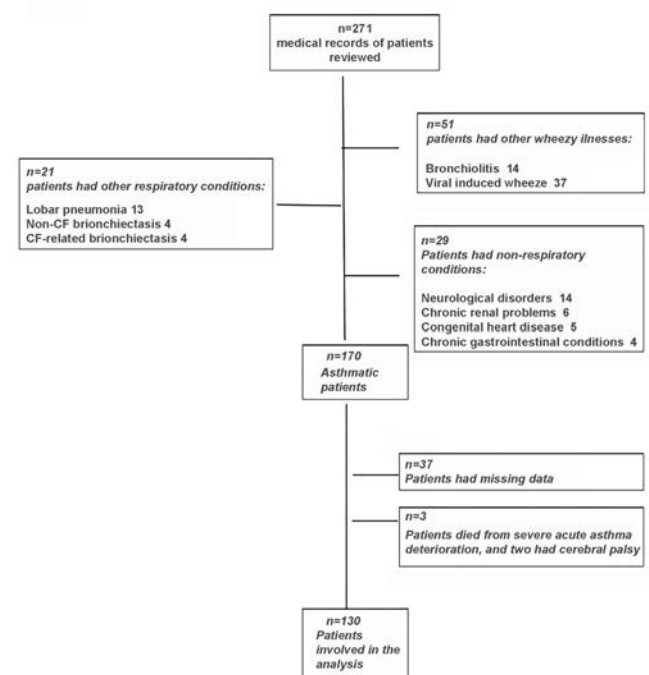 n=271
medical records of patients
reviewed
n=51
patients had other wheezy ilnesses:
Bronchiolitis 14
Viral induced wheeze 37
n=21
patients had other respiratory conditions:
Lobar pneumonia 13
Non-CF brionchiectasis 4
CF-related brionchiectasis 4
n=29
Patients had non-respiratory
conditions:
Neurological disorders 14
Chronic renal problems 6
Congenital heart disease 5
Chronic gastrointestinal conditions 4
n=170
Asthmatic
patients
n=37
Patients had missing data
n=3
Patients died from severe acute asthma
deterioration, and two had cerebral palsy
n=130
Patients
involved in the
analysis